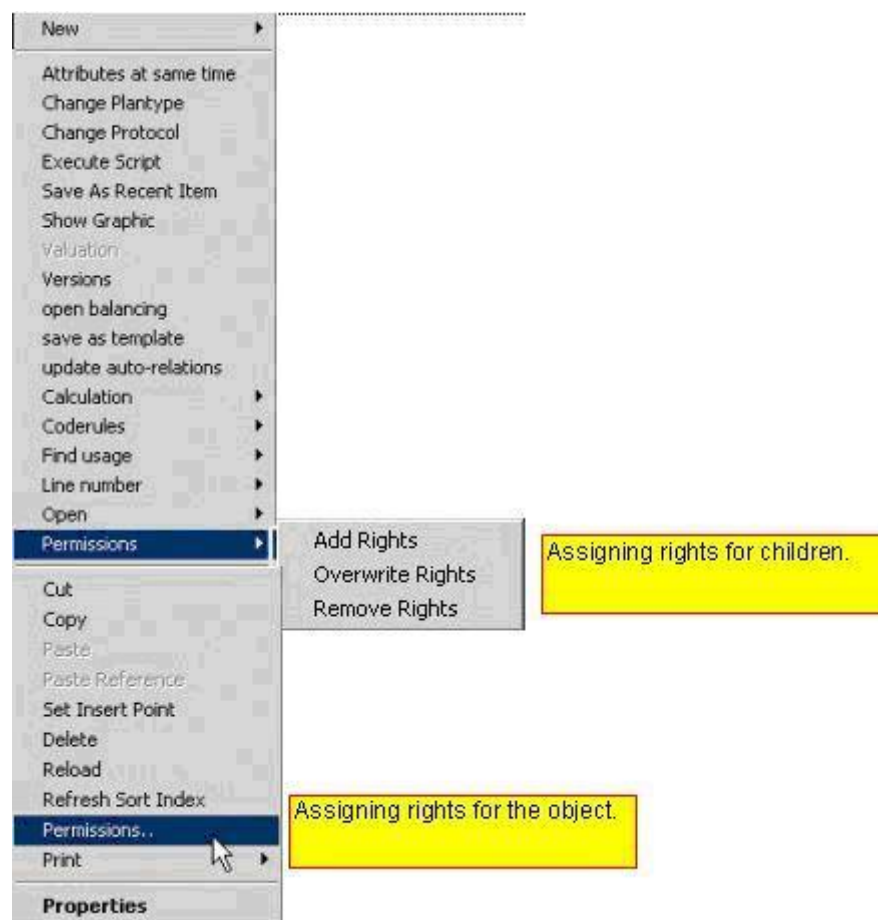 New
Attributes at same time
Change Plantype
Change Protocol
Execute Script
Save As Recent Item
Show Graphic
Valuation
Versions
open balancing
save as template
update auto-relations
Calculation
Coderules
Find usage
Line number
Open
Permissions
Add Rights
Overwrite Rights
Remove Rights
Assigning rights for children.
Cut
Copy
Paste
Paste Reference
Set Insert Point
Delete
Reload
Refresh Sort Index
Permissions..
Assigning rights for the object.
Print
Properties